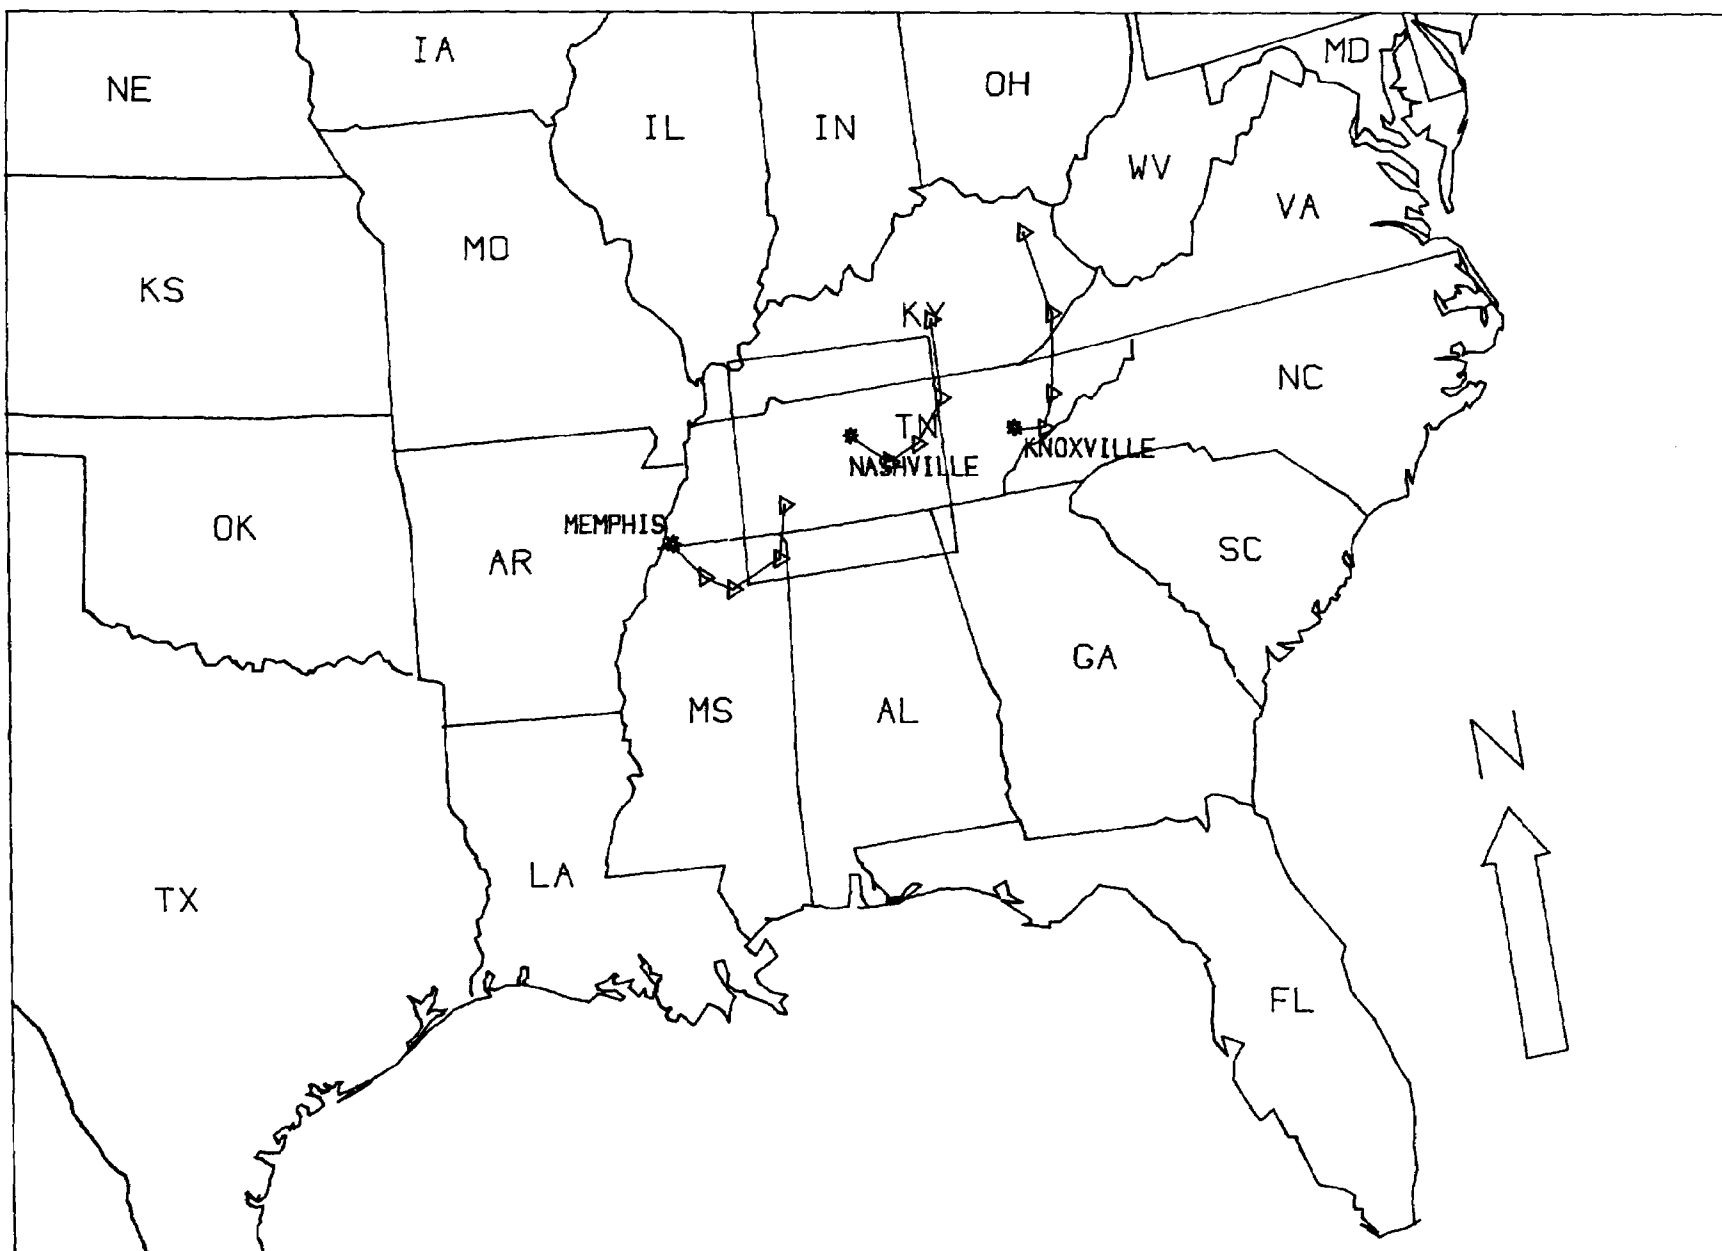 IA
MD
NE
OH
IL
IN
WV
VA
MO
KS
KY
NC
TN
KNOXVILLE
NASHVILLE
MEMPHIS
OK
AR
SC
GA
MS
AL
N
LA
TX
FL